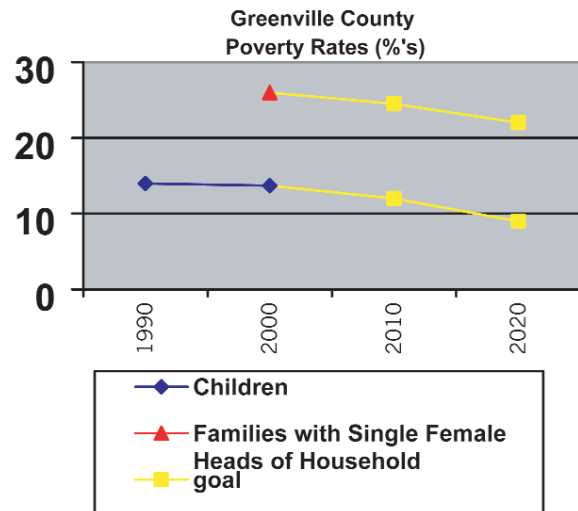 Greenville County
Poverty Rates (%'s)
30
20
10
0
1990
2000
2010
2020
Children
Families with Single Female
Heads of Household
goal